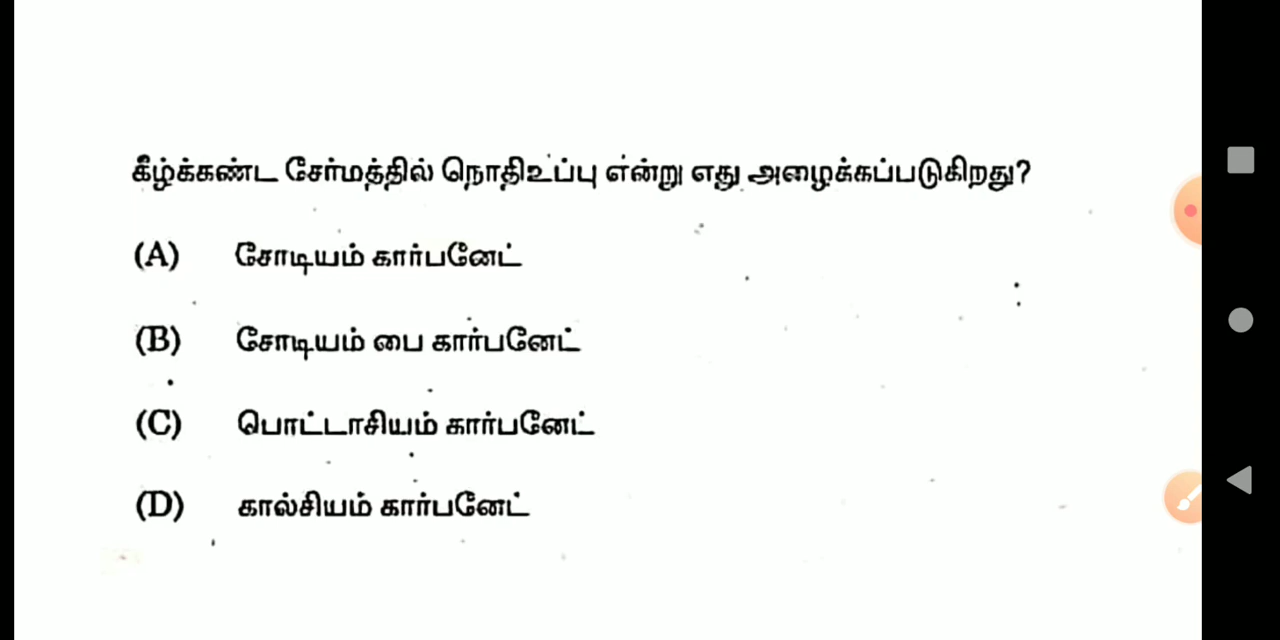 கீழ்க்கண்ட சேர்மத்தில் நொதிஉப்பு என்று எது அழைக்கப்படுகிறது?
(A) சோடியம் கார்பனேட்
(B) சோடியம் பை கார்பனேட்
(C) பொட்டாசியம் கார்பனேட்
(D) கால்சியம் கார்பனேட்